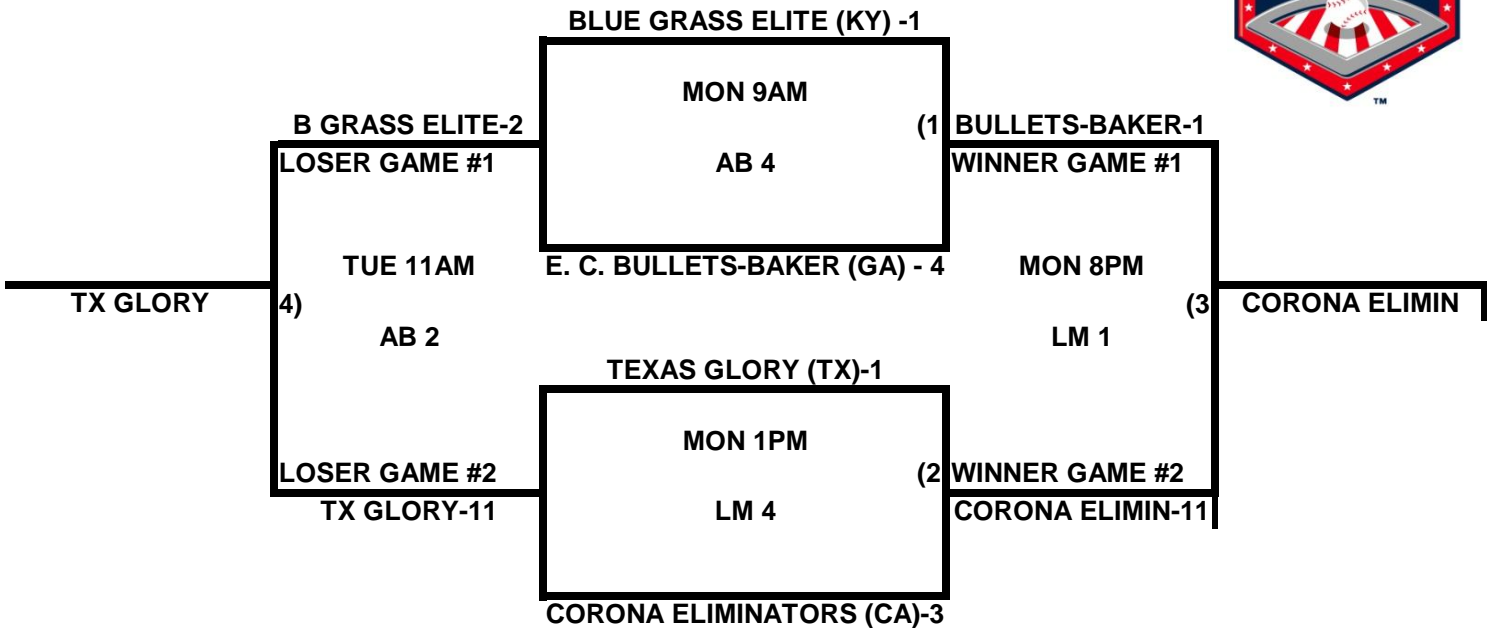 BLUE GRASS ELITE (KY) -1
MON 9AM
B GRASS ELITE-2
(1
BULLETS-BAKER-1
LOSER GAME #1
AB 4
WINNER GAME #1
TUE 11AM
E. C. BULLETS-BAKER (GA) - 4
MON 8PM
TX GLORY
4)
(3
CORONA ELIMIN
AB 2
LM 1
TEXAS GLORY (TX)-1
MON 1PM
LOSER GAME #2
(2
WINNER GAME #2
TX GLORY-11
LM 4
CORONA ELIMIN-11
CORONA ELIMINATORS (CA)-3
TM